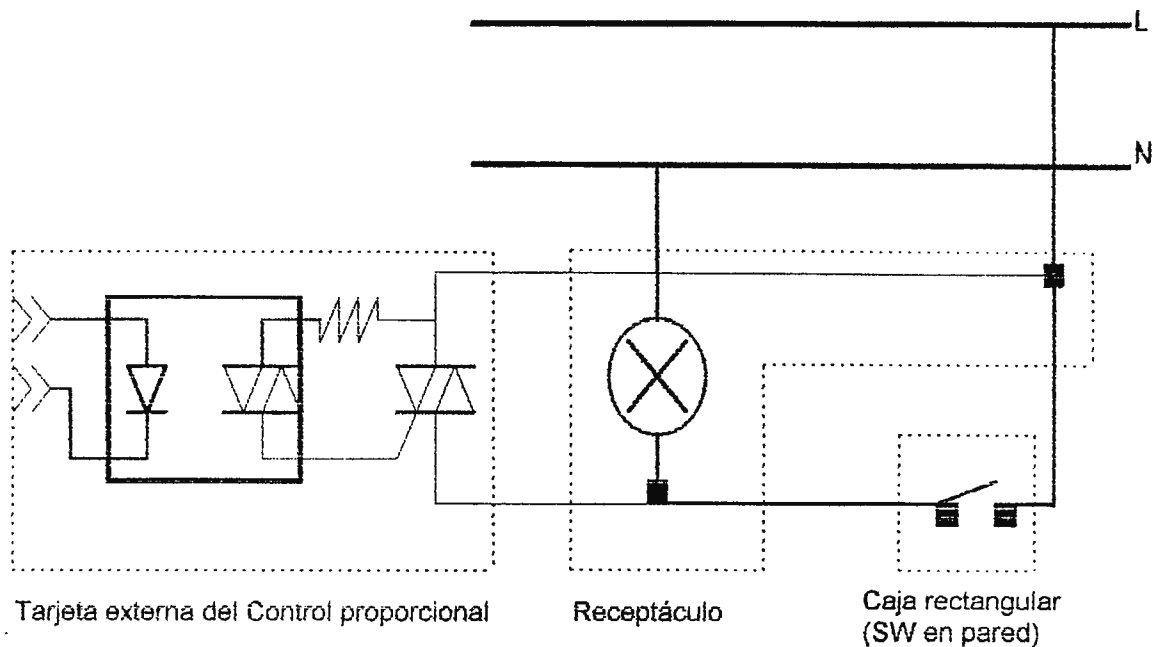 L
N
Tarjeta externa del Control proporcional
Receptáculo
Caja rectangular
(SW en pared)